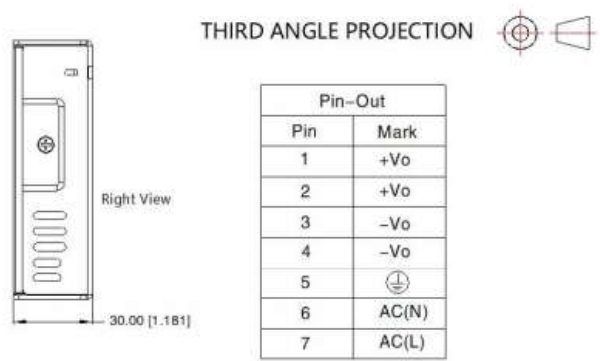 THIRD ANGLE PROJECTION
Right View
30.00 [1.181]
Pin-Out
Pin Mark
1 +Vo
2 +Vo
3 -Vo
4 -Vo
5
6 AC(N)
7 AC(L)